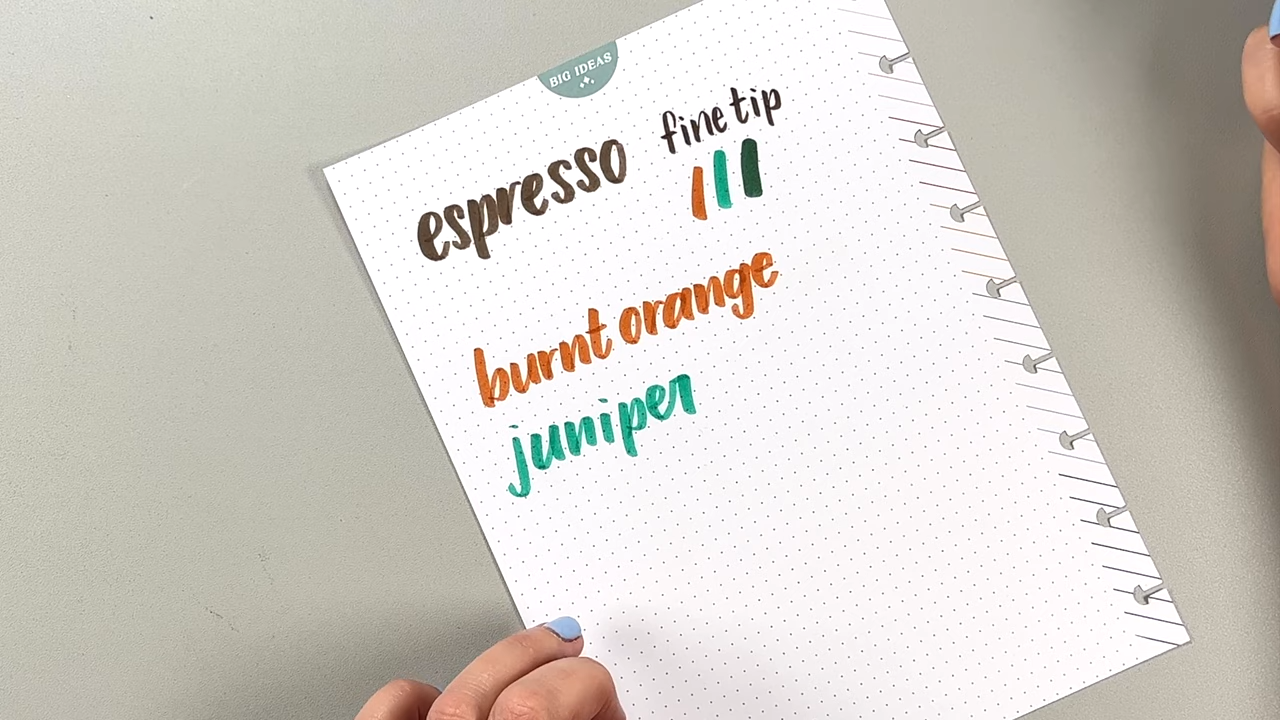 BIG IDEAS
espresso
fine tip
burnt orange
juniper